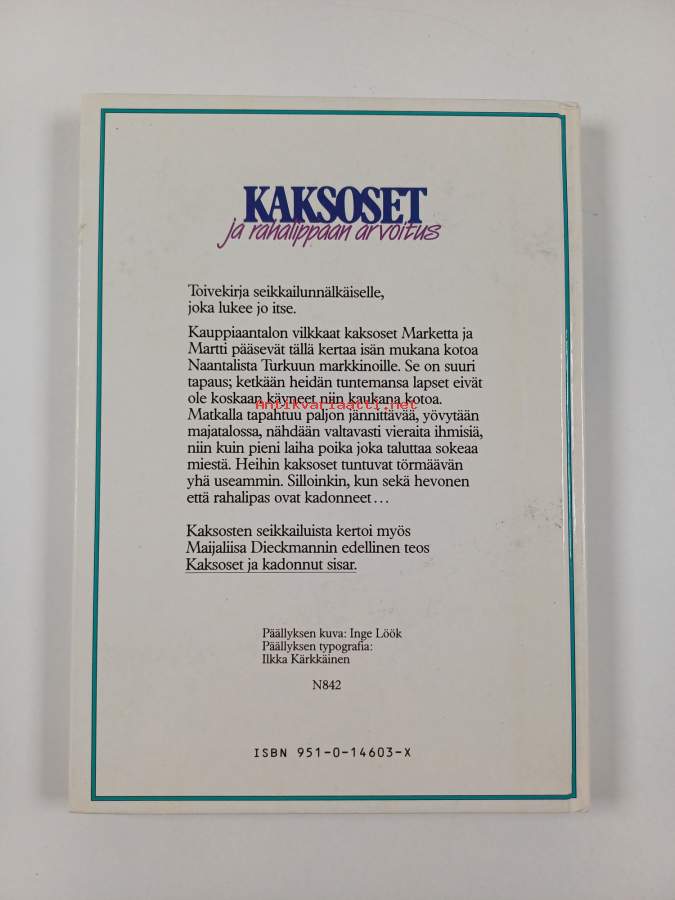 KAKSOSET
ja rahalippaan arvoitus
Toivekirja seikkailunnälkäiselle,
joka lukee jo itse.
Kauppiaantalon vilkkaat kaksoset Marketta ja
Martti pääsevät tällä kertaa isän mukana kotoa
Naantalista Turkuun markkinoille. Se on suuri
tapaus; ketkään heidän tuntemansa lapset eivät
ole koskaan käyneet niin kaukana kotoa.
Antikvariaatti.net
Matkalla tapahtuu paljon jännittävää, yövytään
majatalossa, nähdään valtavasti vieraita ihmisiä,
niin kuin pieni laiha poika joka taluttaa sokeaa
miestä. Heihin kaksoset tuntuvat törmäävän
yhä useammin. Silloinkin, kun sekä hevonen
että rahalipas ovat kadonneet...
Kaksosten seikkailuista kertoi myös
Maijaliisa Dieckmannin edellinen teos
Kaksoset ja kadonnut sisar.
Päällyksen kuva: Inge Löök
Päällyksen typografia:
Ilkka Kärkkäinen
N842
ISBN 951-0-14603-X